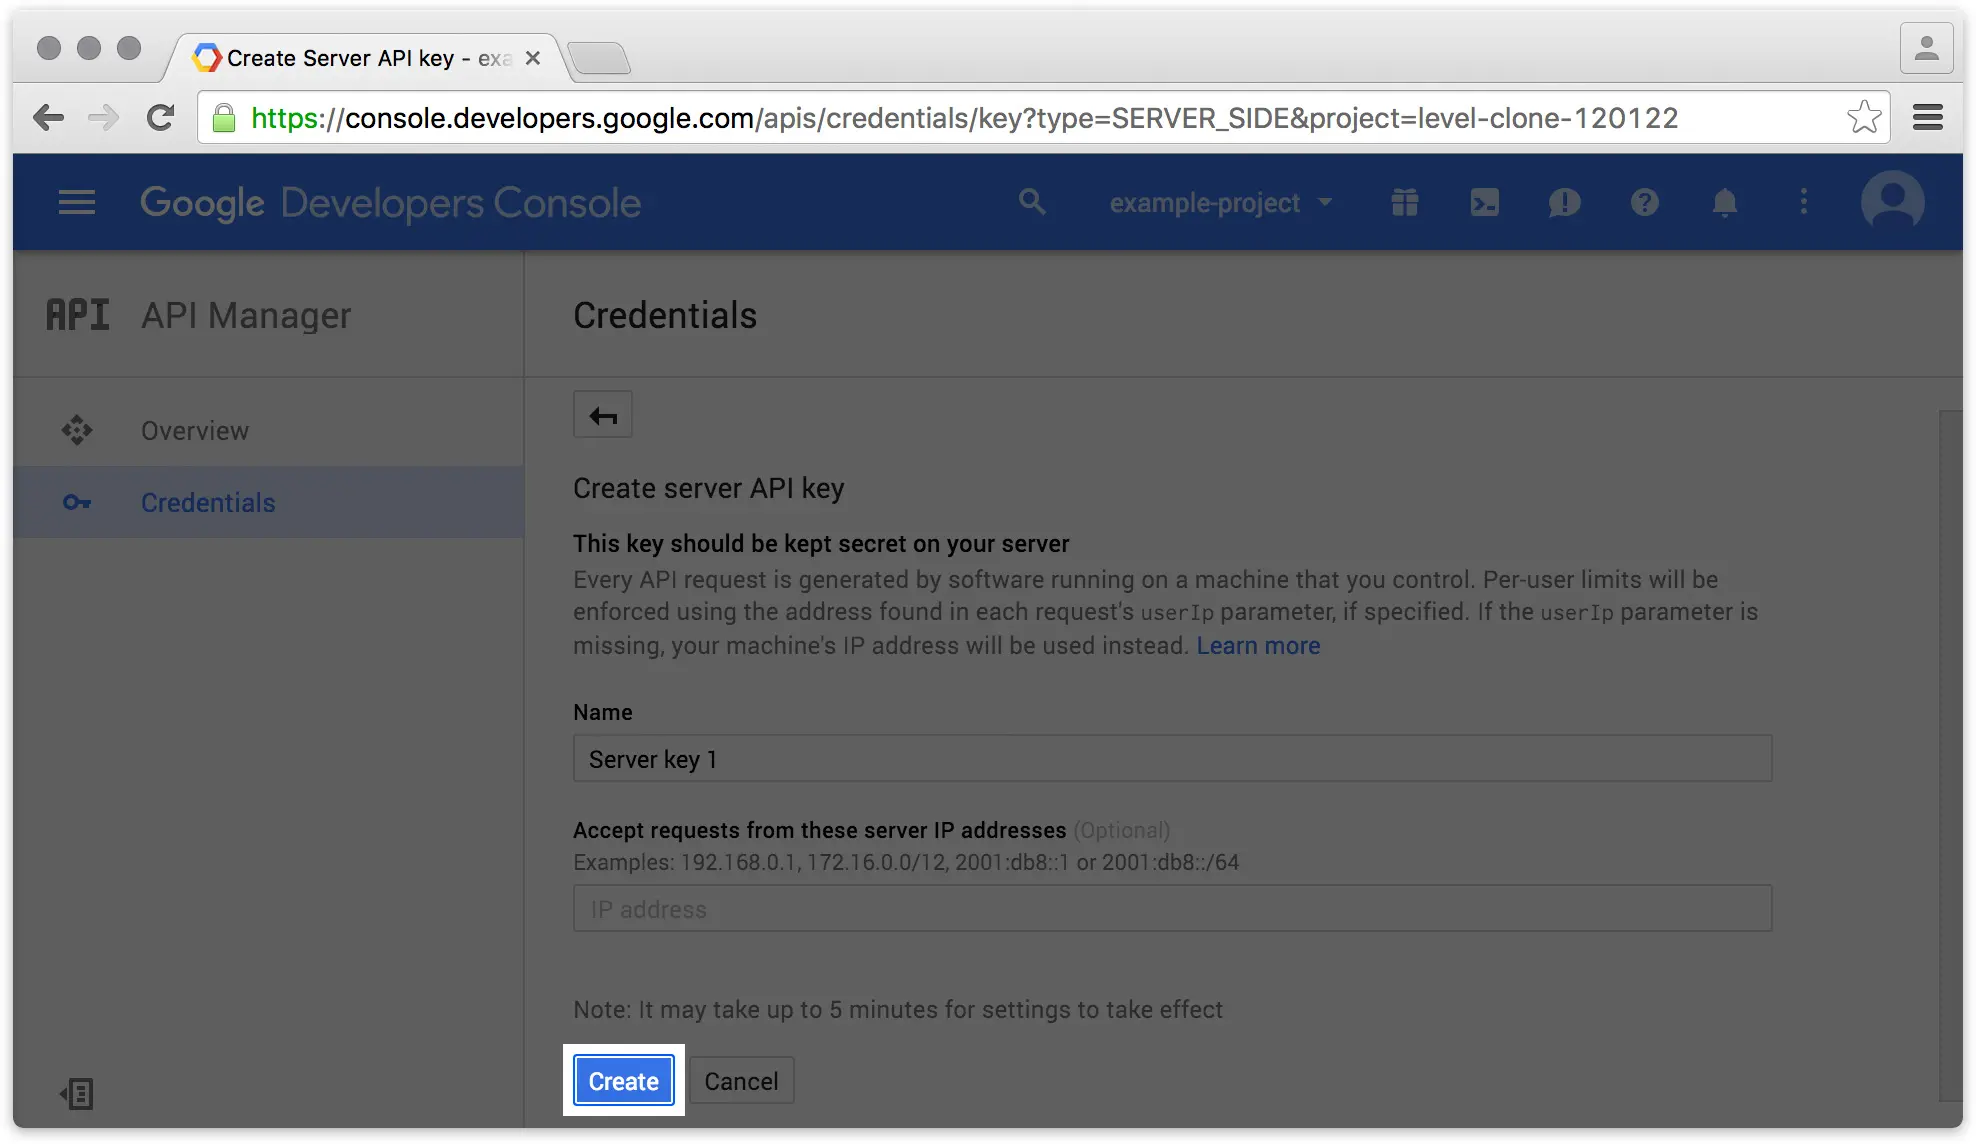 Create Server API key - exa
https://console.developers.google.com/apis/credentials/key?type=SERVER_SIDE&project=level-clone-120122
Google Developers Console
example-project
API API Manager
Credentials
Overview
Credentials
Create server API key
This key should be kept secret on your server
Every API request is generated by software running on a machine that you control. Per-user limits will be
enforced using the address found in each request's userIp parameter, if specified. If the userIp parameter is
missing, your machine's IP address will be used instead. Learn more
Name
Server key 1
Accept requests from these server IP addresses (Optional)
Examples: 192.168.0.1, 172.16.0.0/12, 2001:db8::1 or 2001:db8::/64
IP address
Note: It may take up to 5 minutes for settings to take effect
Create Cancel